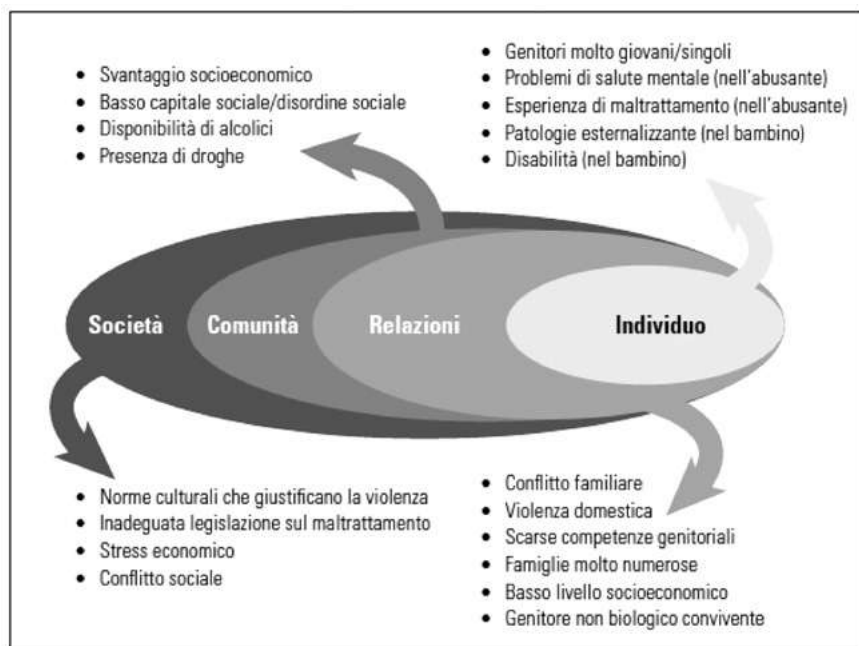 • Svantaggio socioeconomico
• Basso capitale sociale/disordine sociale
• Disponibilità di alcolici
• Presenza di droghe
• Genitori molto giovani/singoli
• Problemi di salute mentale (nell'abusante)
• Esperienza di maltrattamento (nell'abusante)
• Patologie esternalizzante (nel bambino)
• Disabilità (nel bambino)
Società
Comunità
Relazioni
Individuo
• Norme culturali che giustificano la violenza
• Inadeguata legislazione sul maltrattamento
• Stress economico
• Conflitto sociale
• Conflitto familiare
• Violenza domestica
• Scarse competenze genitoriali
• Famiglie molto numerose
• Basso livello socioeconomico
• Genitore non biologico convivente